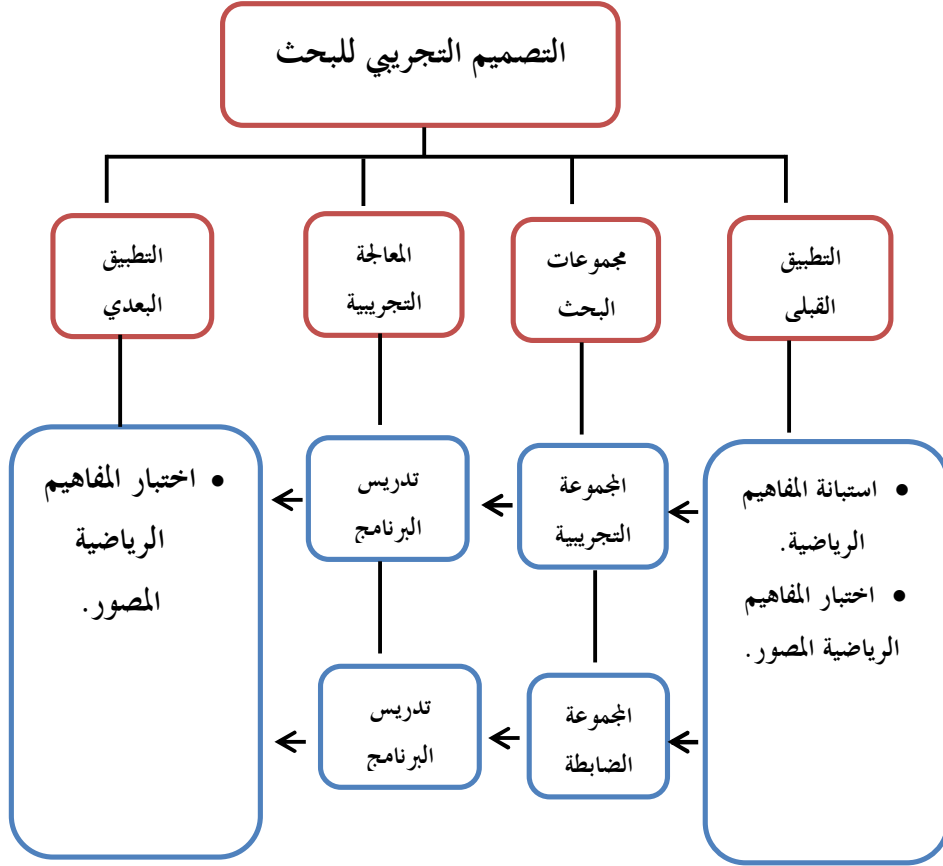 التصميم التجريبي للبحث
التطبيق
القبلى
مجموعات
البحث
المعالجة
التجريبية
التطبيق
البعدي
• استبانة المفاهيم
الرياضية.
• اختبار المفاهيم
الرياضية المصور.
المجموعة
التجريبية
تدريس
البرنامج
• اختبار المفاهيم
الرياضية
المصور.
المجموعة
الضابطة
تدريس
البرنامج